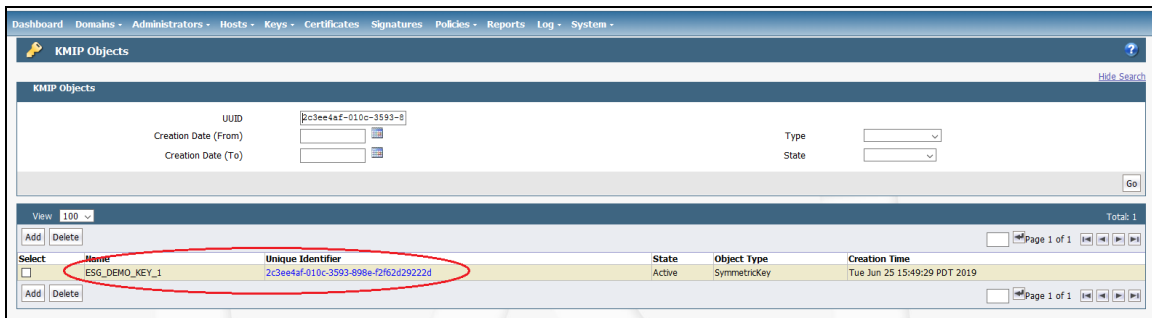 Dashboard Domains - Administrators - Hosts - Keys - Certificates Signatures Policies - Reports Log - System -
KMIP Objects
Hide Search
KMIP Objects
UUID 2c3ee4af-010c-3593-8
Creation Date (From) Type
Creation Date (To) State
Go
View 100 Total: 1
Add Delete Page 1 of 1
Select Name Unique Identifier State Object Type Creation Time
ESG_DEMO_KEY_1 2c3ee4af-010c-3593-898e-f2f62d29222d Active SymmetricKey Tue Jun 25 15:49:29 PDT 2019
Add Delete Page 1 of 1